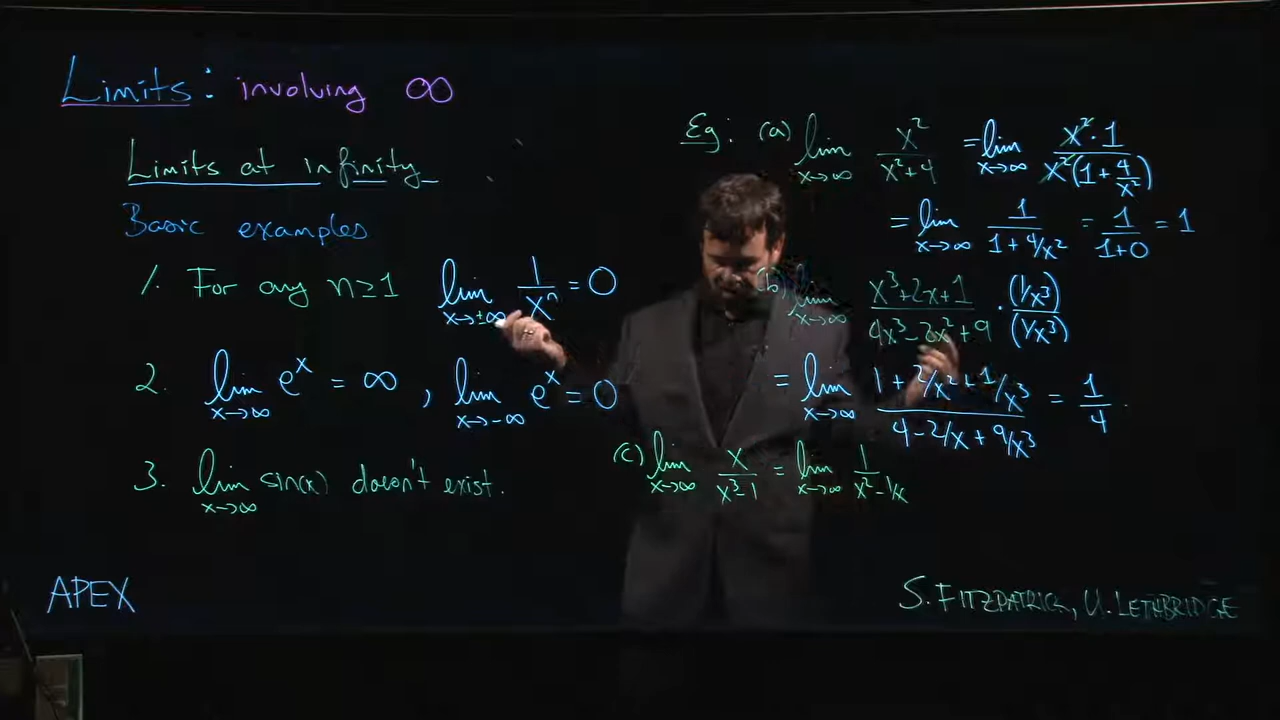 Limits: involving ∞
Limits at infinity
Basic examples
1. For any n≥1 lim x→±∞ 1/xⁿ = 0
2. lim x→∞ eˣ = ∞ , lim x→-∞ eˣ = 0
3. lim x→∞ sin(x) doesn't exist.
Eg: (a) lim x→∞ x²/(x²+4) = lim x→∞ (x²·1)/(x²(1+4/x²))
= lim x→∞ 1/(1+4/x²) = 1/(1+0) = 1
(b) lim x→∞ (x³+2x+1)/(4x³-2x²+9) · (1/x³)/(1/x³)
= lim x→∞ (1+2/x²+1/x³)/(4-2/x+9/x³) = 1/4.
(c) lim x→∞ x/(x³-1) = lim x→∞ 1/(x²-1/x)
APEX
S. FITZPATRICK, U. LETHBRIDGE